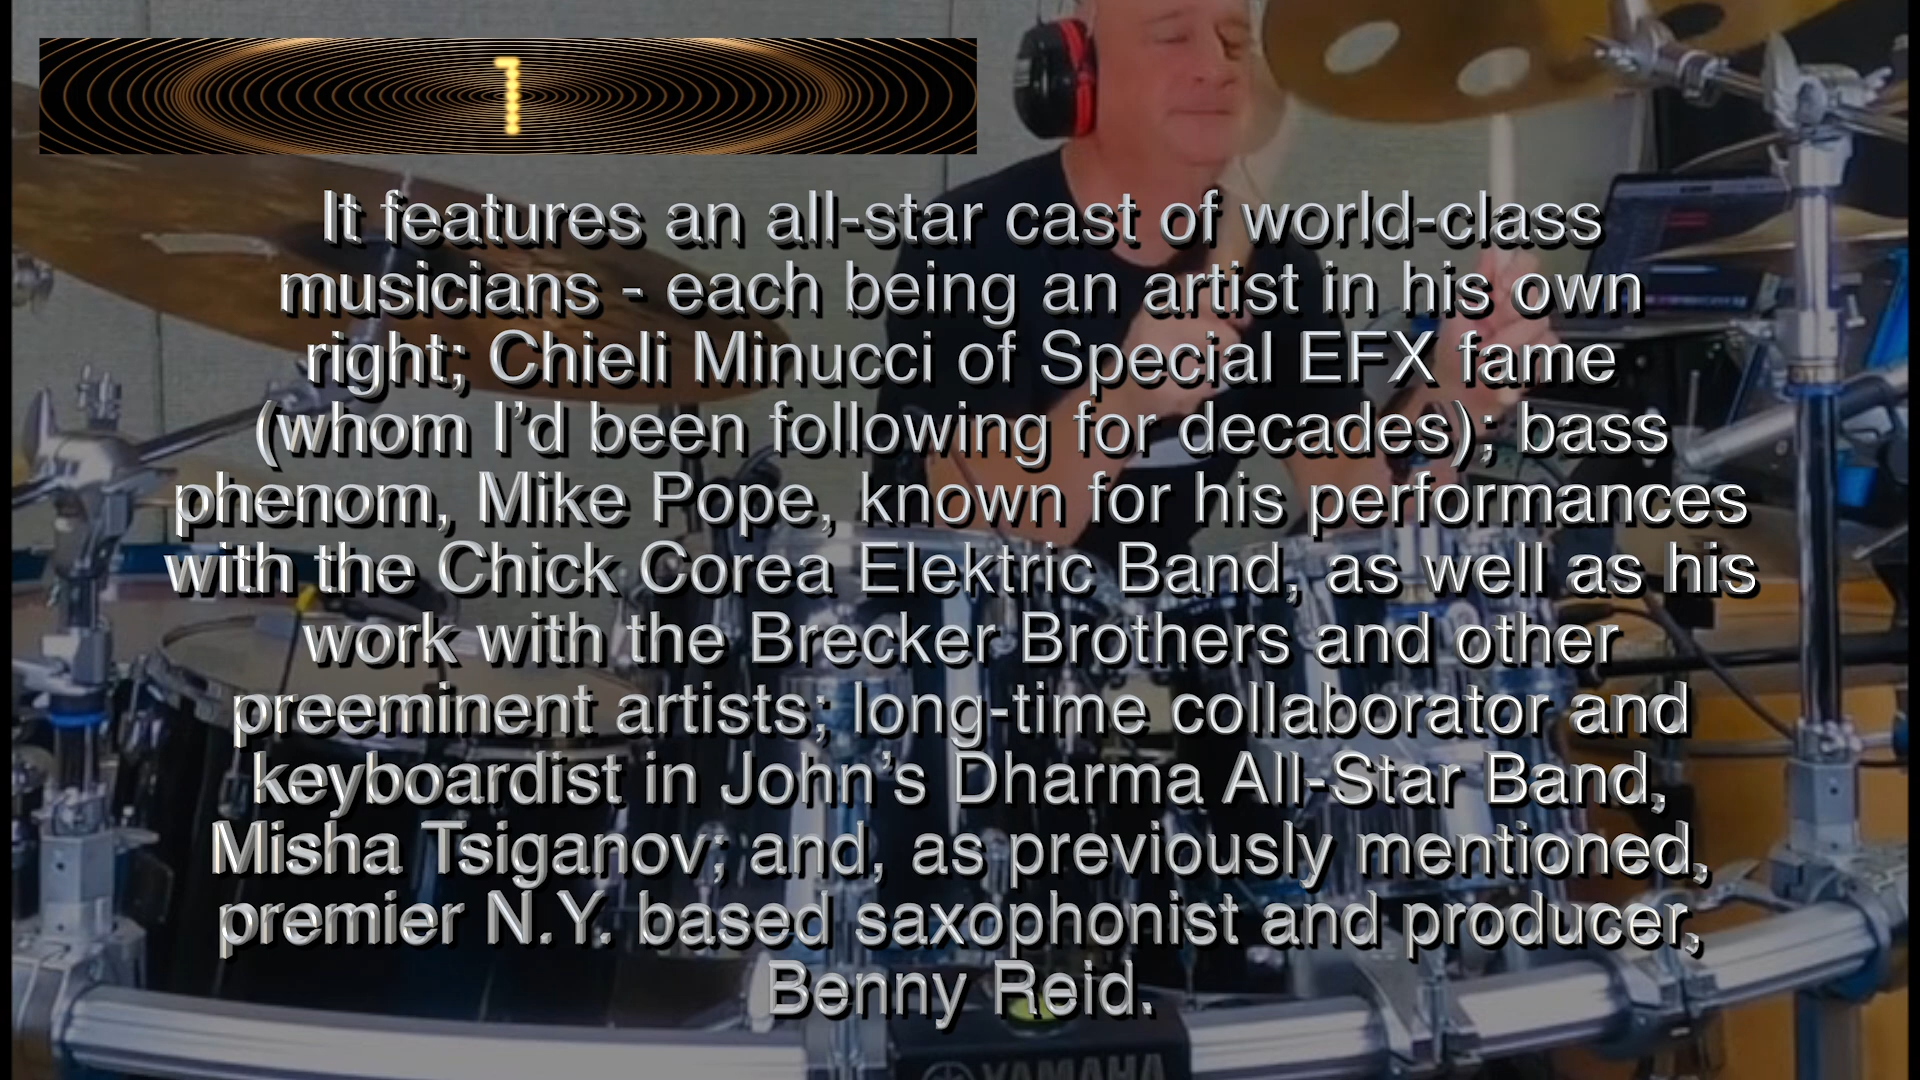 1
It features an all-star cast of world-class
musicians - each being an artist in his own
right; Chieli Minucci of Special EFX fame
(whom I’d been following for decades); bass
phenom, Mike Pope, known for his performances
with the Chick Corea Elektric Band, as well as his
work with the Brecker Brothers and other
preeminent artists; long-time collaborator and
keyboardist in John’s Dharma All-Star Band,
Misha Tsiganov; and, as previously mentioned,
premier N.Y. based saxophonist and producer,
Benny Reid.
YAMAHA